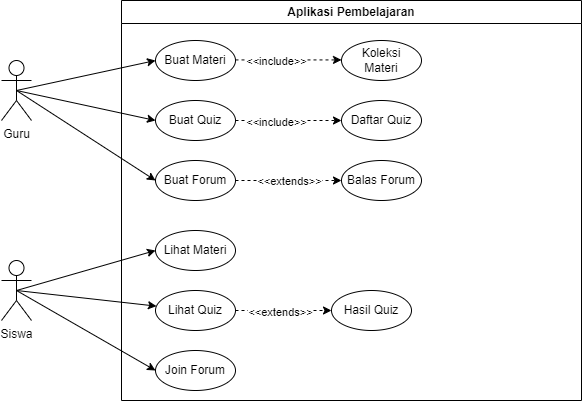 Aplikasi Pembelajaran
Buat Materi
<<include>>
Koleksi
Materi
Guru
Buat Quiz
<<include>>
Daftar Quiz
Buat Forum
<<extends>>
Balas Forum
Lihat Materi
Siswa
Lihat Quiz
<<extends>>
Hasil Quiz
Join Forum